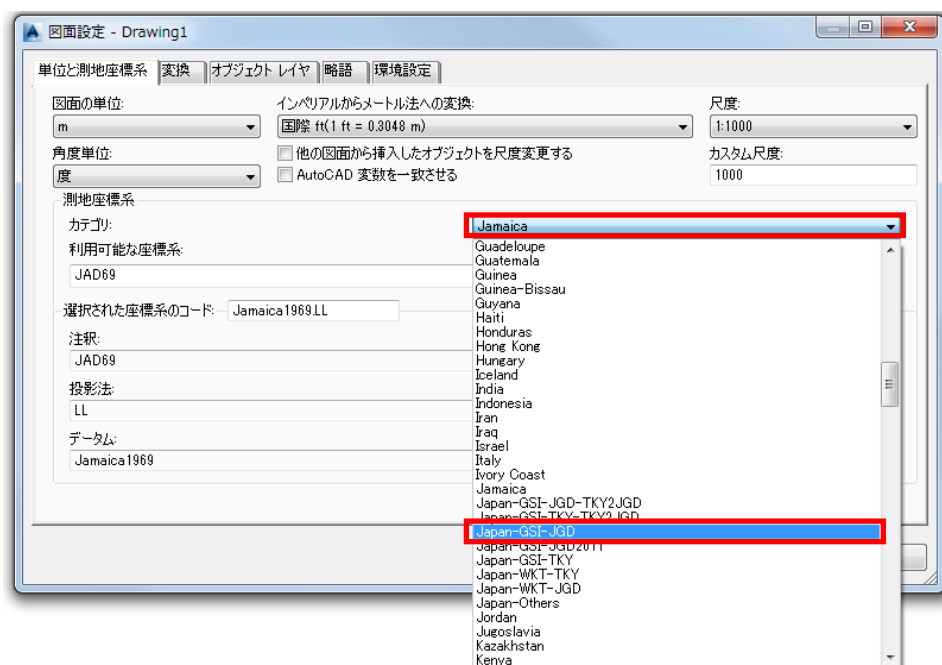 図面設定 - Drawing1
単位と測地座標系 変換 オブジェクト レイヤ 略語 環境設定
図面の単位: インペリアルからメートル法への変換: 尺度:
m 国際 ft(1 ft = 0.3048 m) 1:1000
角度単位: 他の図面から挿入したオブジェクトを尺度変更する カスタム尺度:
度 AutoCAD 変数を一致させる 1000
測地座標系
カテゴリ: Jamaica
利用可能な座標系:
JAD69
選択された座標系のコード: Jamaica1969.LL
注釈:
JAD69
投影法:
LL
データム:
Jamaica1969
Guadeloupe
Guatemala
Guinea
Guinea-Bissau
Guyana
Haiti
Honduras
Hong Kong
Hungary
Iceland
India
Indonesia
Iran
Iraq
Israel
Italy
Ivory Coast
Jamaica
Japan-GSI-JGD-TKY2JGD
Japan-GSI-TKY-TKY2JGD
Japan-GSI-JGD
Japan-GSI-JGD2011
Japan-GSI-TKY
Japan-WKT-TKY
Japan-WKT-JGD
Japan-Others
Jordan
Jugoslavia
Kazakhstan
Kenya